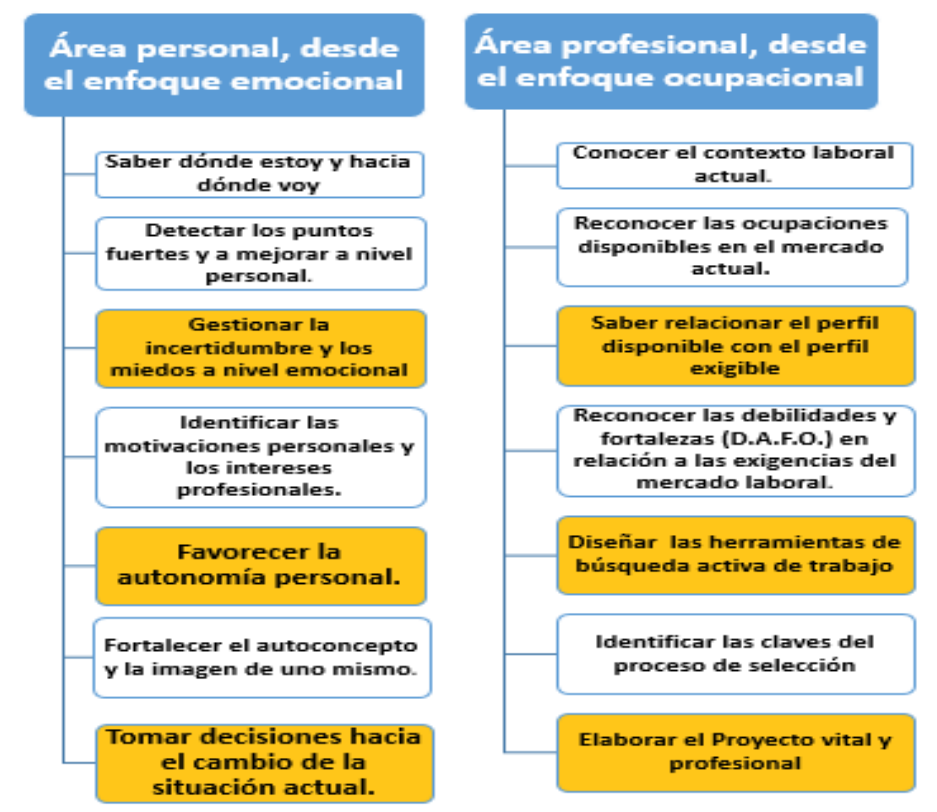 Área personal, desde
el enfoque emocional
Saber dónde estoy y hacia
dónde voy
Detectar los puntos
fuertes y a mejorar a nivel
personal.
Gestionar la
incertidumbre y los
miedos a nivel emocional
Identificar las
motivaciones personales y
los intereses
profesionales.
Favorecer la
autonomía personal.
Fortalecer el autoconcepto
y la imagen de uno mismo.
Tomar decisiones hacia
el cambio de la
situación actual.
Área profesional, desde
el enfoque ocupacional
Conocer el contexto laboral
actual.
Reconocer las ocupaciones
disponibles en el mercado
actual.
Saber relacionar el perfil
disponible con el perfil
exigible
Reconocer las debilidades y
fortalezas (D.A.F.O.) en
relación a las exigencias del
mercado laboral.
Diseñar las herramientas de
búsqueda activa de trabajo
Identificar las claves del
proceso de selección
Elaborar el Proyecto vital y
profesional